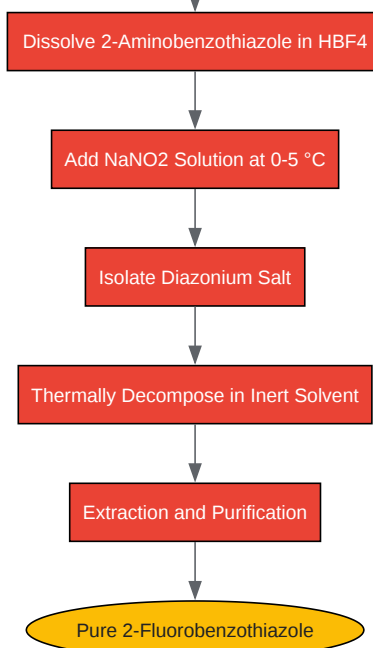 Dissolve 2-Aminobenzothiazole in HBF4
Add NaNO2 Solution at 0-5 °C
Isolate Diazonium Salt
Thermally Decompose in Inert Solvent
Extraction and Purification
Pure 2-Fluorobenzothiazole